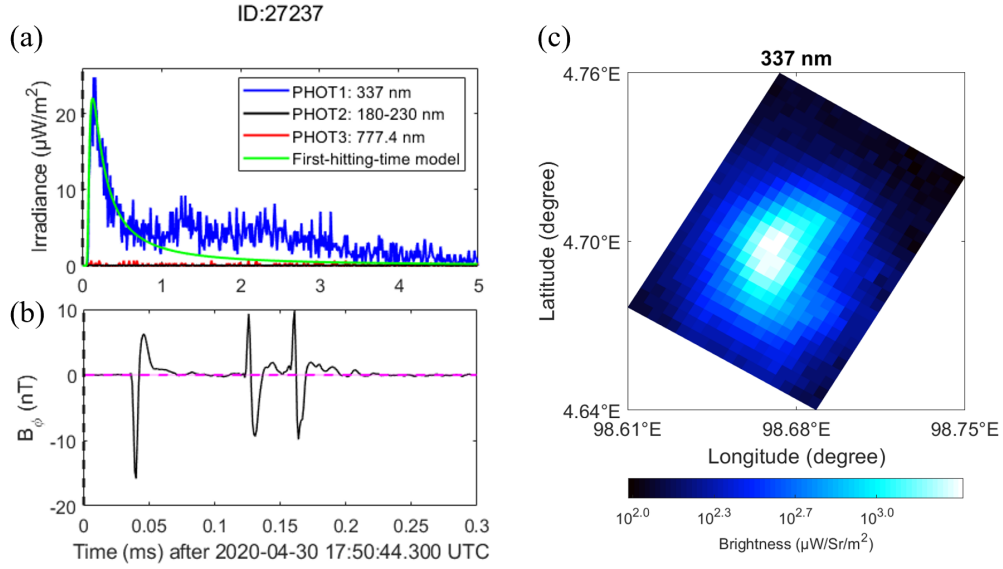 ID:27237
(a)
Irradiance (µW/m²)
20
10
0
PHOT1: 337 nm
PHOT2: 180-230 nm
PHOT3: 777.4 nm
First-hitting-time model
0 1 2 3 4 5
(b)
B_ϕ (nT)
10
0
-10
-20
0 0.05 0.1 0.15 0.2 0.25 0.3
Time (ms) after 2020-04-30 17:50:44.300 UTC
(c)
337 nm
Latitude (degree)
4.76°E
4.70°E
4.64°E
98.61°E 98.68°E 98.75°E
Longitude (degree)
10^2.0 10^2.3 10^2.7 10^3.0
Brightness (µW/Sr/m²)